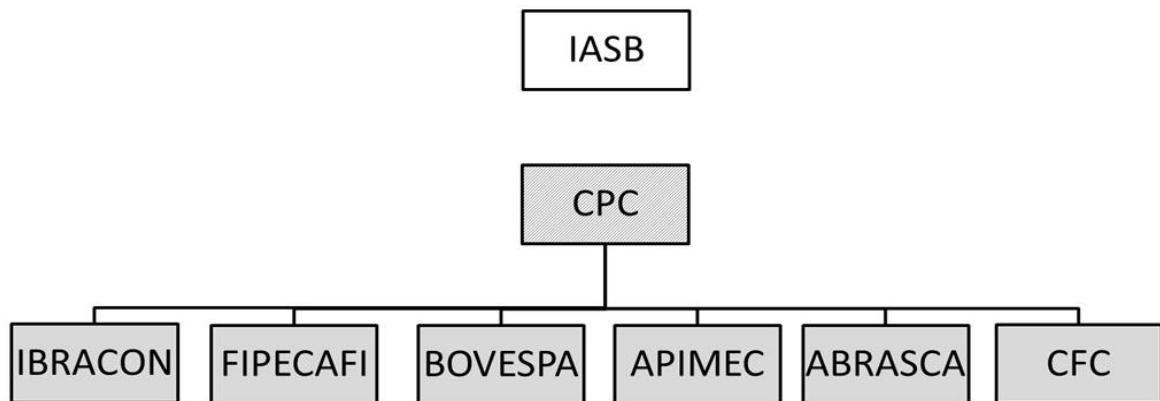 IASB
CPC
IBRACON FIPECAFI BOVESPA APIMEC ABRASCA CFC